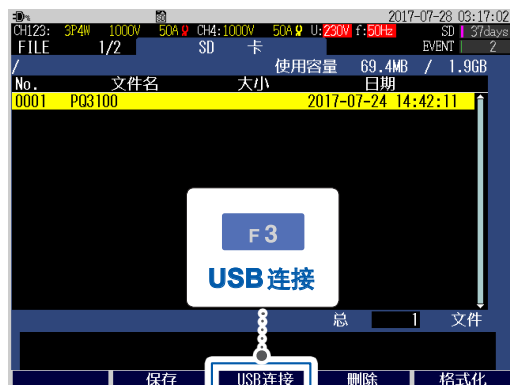 2017-07-28 03:17:02
CH123: 3P4W 1000V 50A CH4:1000V 50A U:230V f:50Hz SD 37days
FILE 1/2 SD 卡 EVENT 2
/ 使用容量 69.4MB / 1.9GB
No. 文件名 大小 日期
0001 PQ3100 2017-07-24 14:42:11
F3
USB连接
总 1 文件
保存 USB连接 删除 格式化